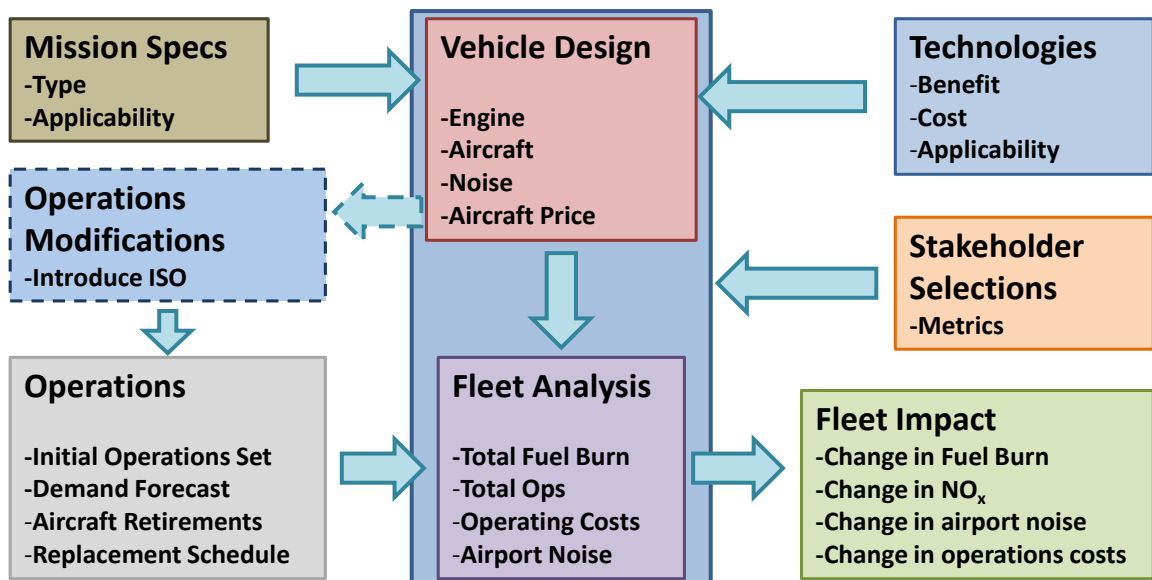 Mission Specs
-Type
-Applicability
Vehicle Design
-Engine
-Aircraft
-Noise
-Aircraft Price
Technologies
-Benefit
-Cost
-Applicability
Operations
Modifications
-Introduce ISO
Stakeholder
Selections
-Metrics
Operations
-Initial Operations Set
-Demand Forecast
-Aircraft Retirements
-Replacement Schedule
Fleet Analysis
-Total Fuel Burn
-Total Ops
-Operating Costs
-Airport Noise
Fleet Impact
-Change in Fuel Burn
-Change in NOx
-Change in airport noise
-Change in operations costs